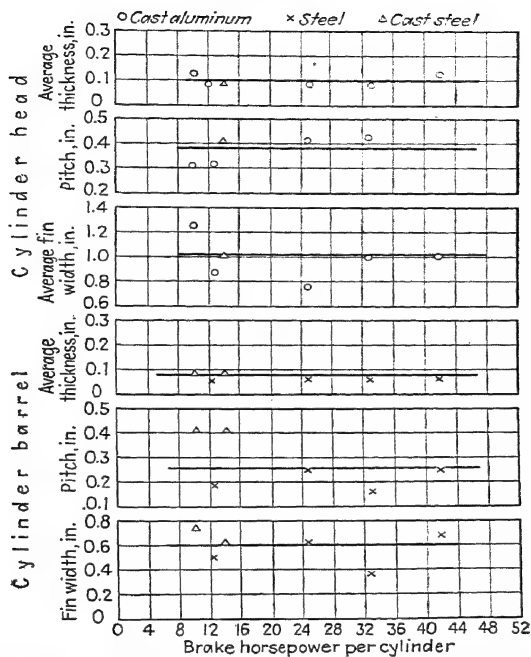 ○ Cast aluminum × Steel △ Cast steel
Cylinder head
Average
thickness, in.
0.3
0.2
0.1
0
Pitch, in.
0.5
0.4
0.3
0.2
Average fin
width, in.
1.4
1.2
1.0
0.8
0.6
Cylinder barrel
Average
thickness, in.
0.3
0.2
0.1
0
Pitch, in.
0.5
0.4
0.3
0.2
0.1
Fin width, in.
0.8
0.6
0.4
0.2
0
0 4 8 12 16 20 24 28 32 36 40 44 48 52
Brake horsepower per cylinder